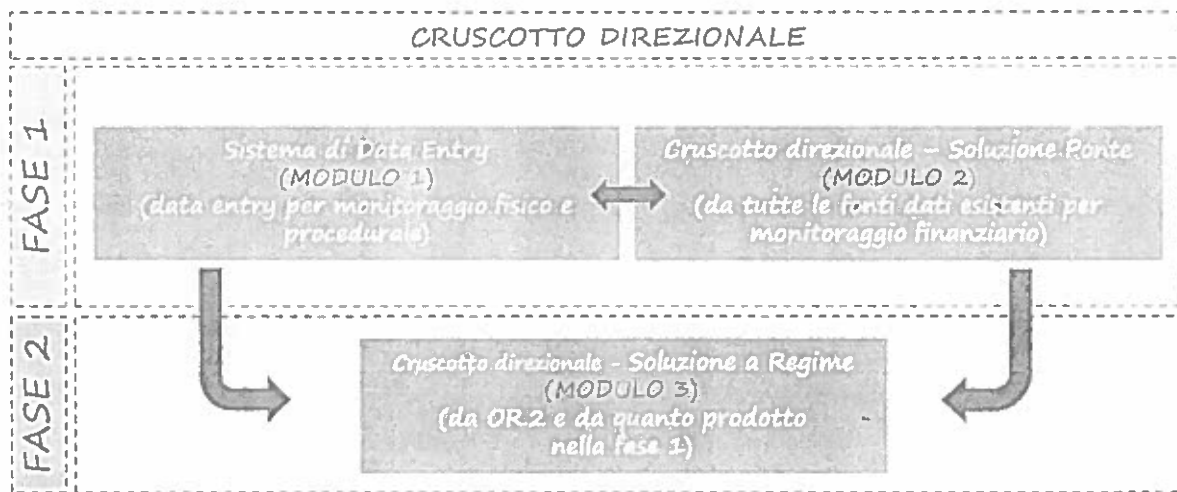 CRUSCOTTO DIREZIONALE
FASE 1
Sistema di Data Entry
(MODULO 1)
(data entry per monitoraggio fisico e
procedurale)
Cruscotto direzionale – Soluzione Ponte
(MODULO 2)
(da tutte le fonti dati esistenti per
monitoraggio finanziario)
FASE 2
Cruscotto direzionale - Soluzione a Regime
(MODULO 3)
(da OR2 e da quanto prodotto
nella fase 1)